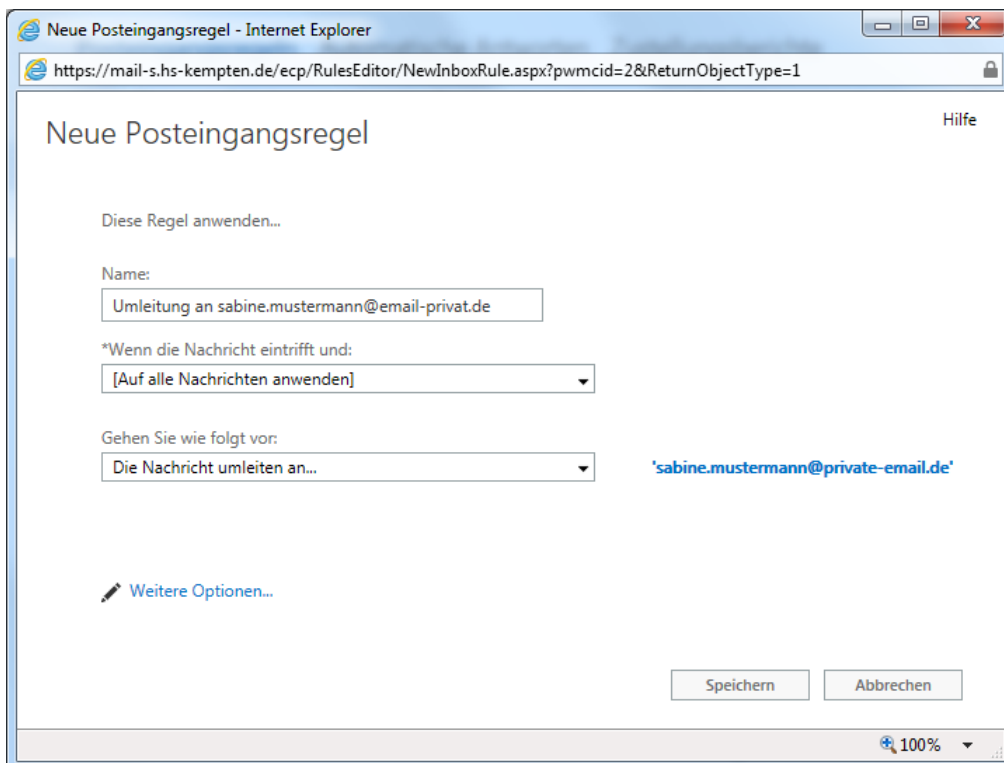 Neue Posteingangsregel - Internet Explorer
https://mail-s.hs-kempten.de/ecp/RulesEditor/NewInboxRule.aspx?pwmcid=2&ReturnObjectType=1
Hilfe
Neue Posteingangsregel
Diese Regel anwenden...
Name:
Umleitung an sabine.mustermann@email-privat.de
*Wenn die Nachricht eintrifft und:
[Auf alle Nachrichten anwenden]
Gehen Sie wie folgt vor:
Die Nachricht umleiten an... 'sabine.mustermann@private-email.de'
Weitere Optionen...
Speichern Abbrechen
100%